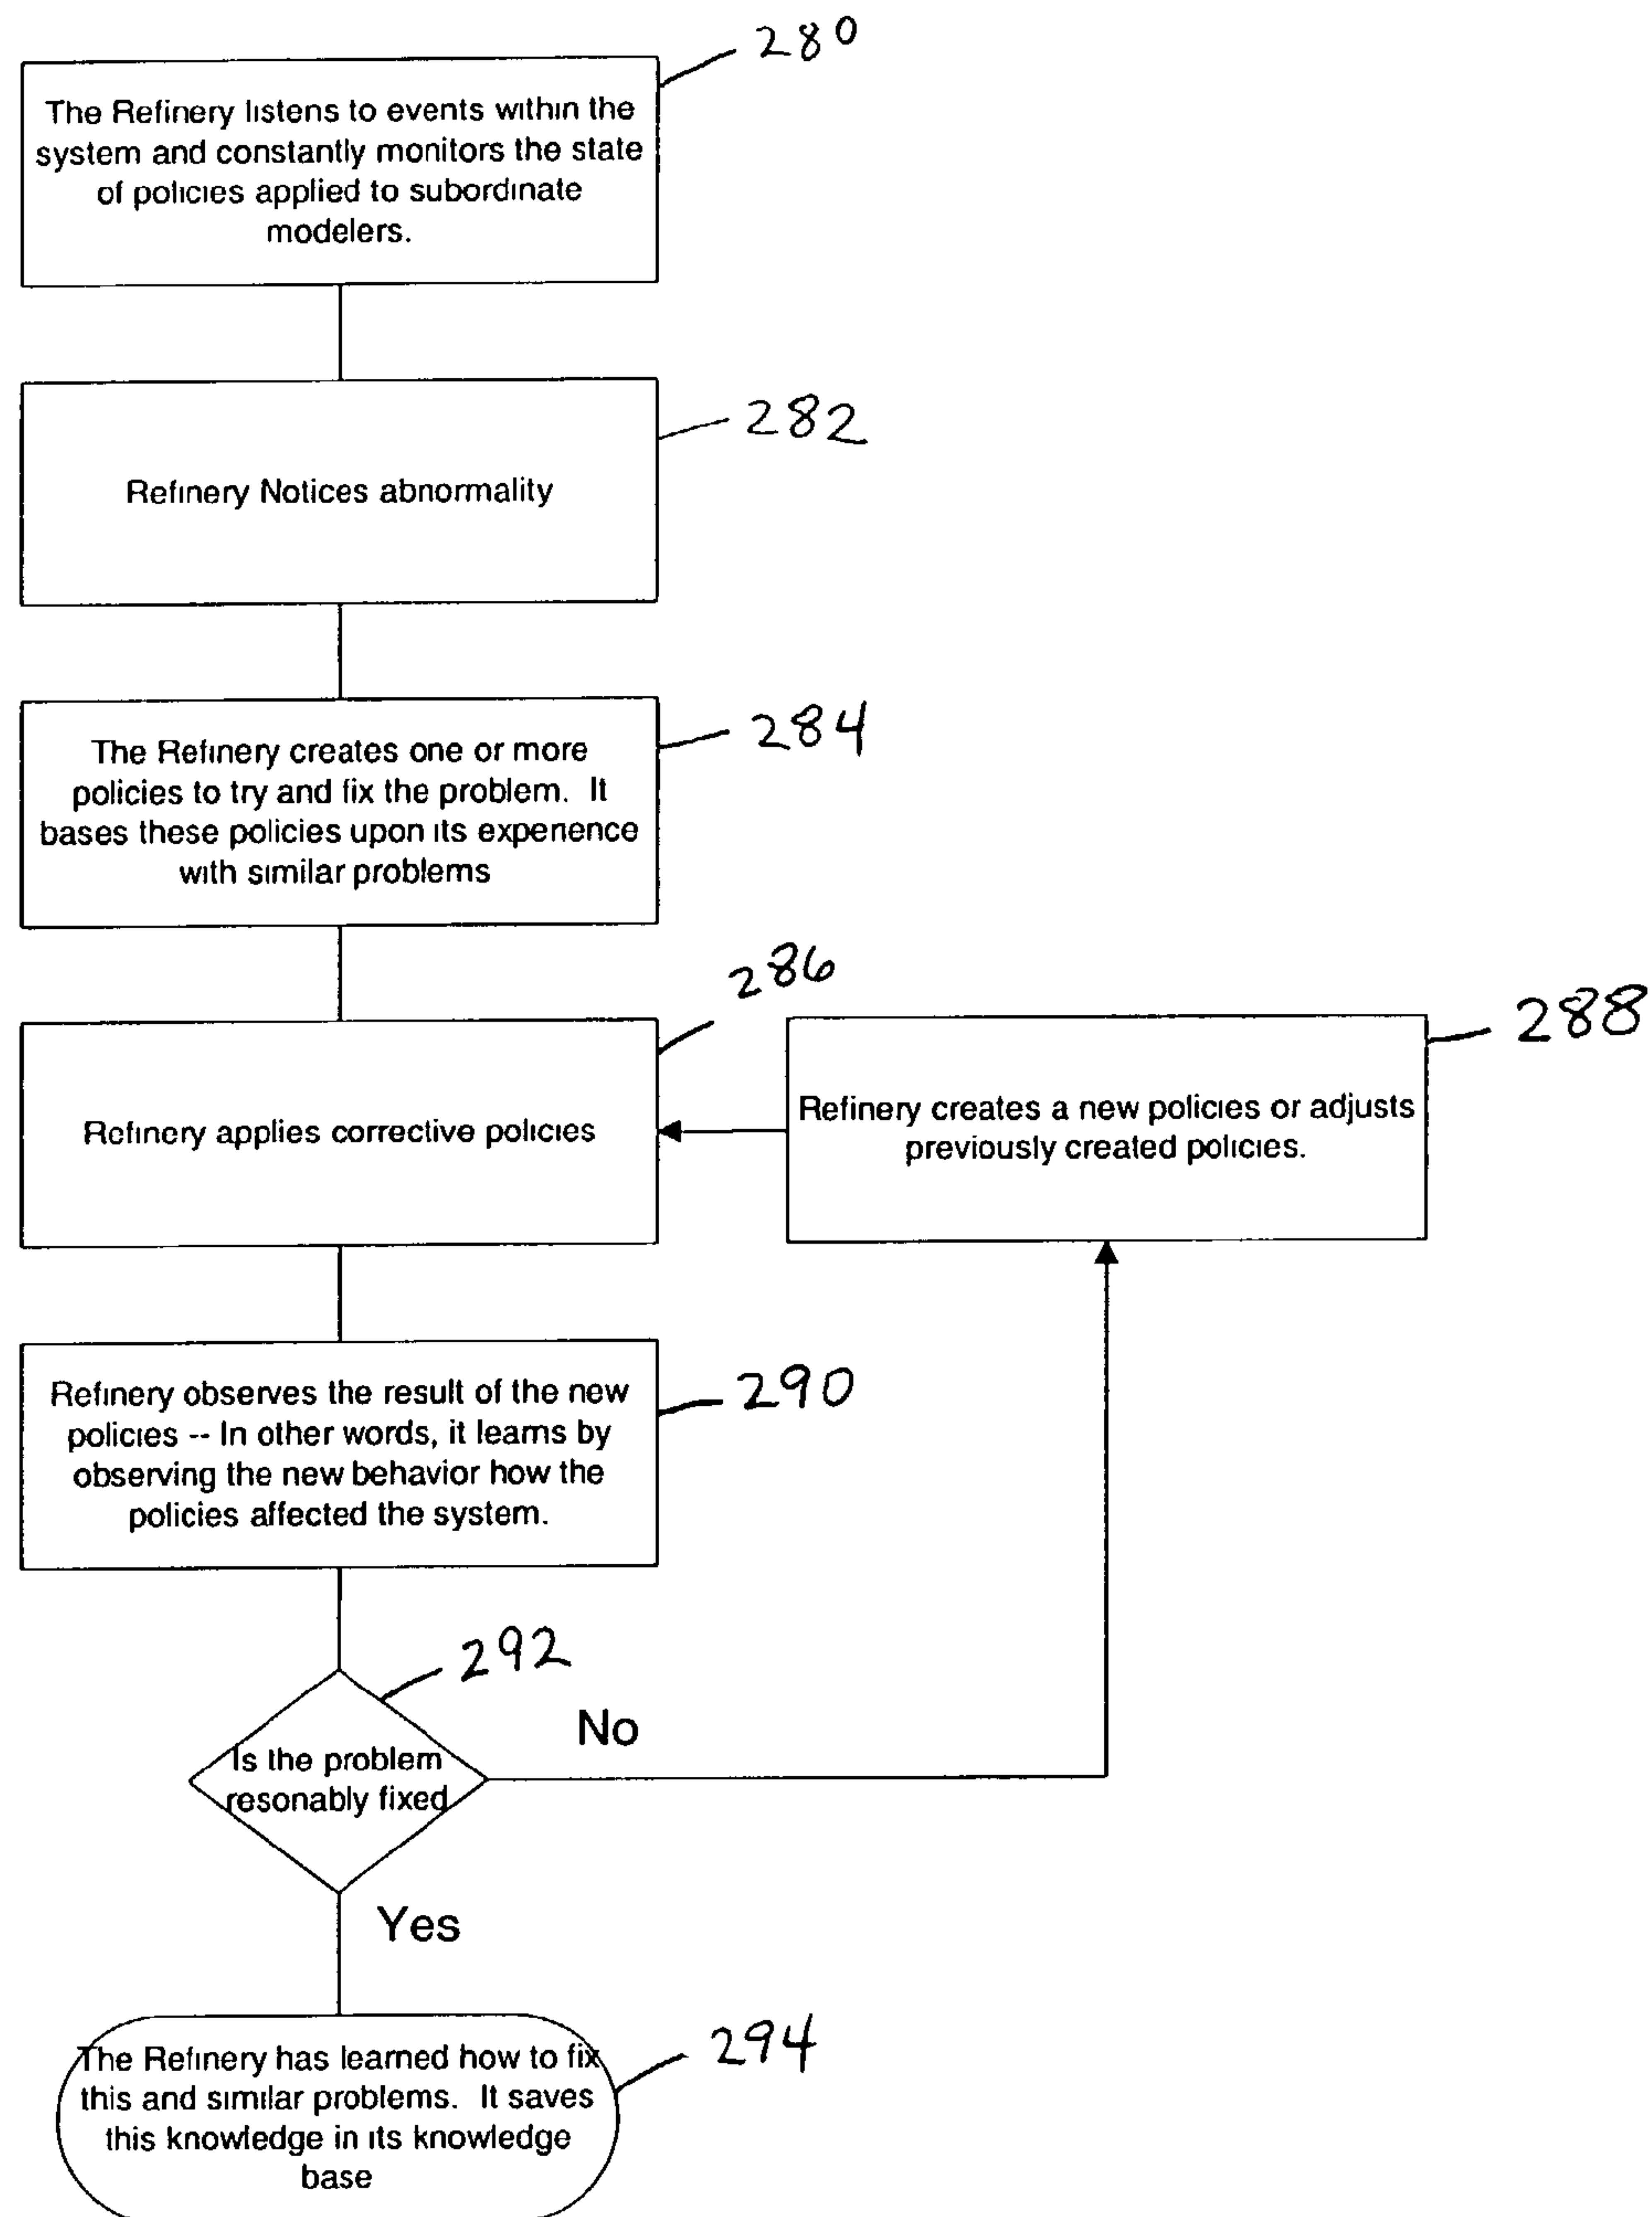 280
The Refinery listens to events within the
system and constantly monitors the state
of policies applied to subordinate
modelers.
282
Refinery Notices abnormality
284
The Refinery creates one or more
policies to try and fix the problem. It
bases these policies upon its experience
with similar problems
286
Refinery applies corrective policies
288
Refinery creates a new policies or adjusts
previously created policies.
290
Refinery observes the result of the new
policies -- In other words, it learns by
observing the new behavior how the
policies affected the system.
292
Is the problem
resonably fixed
No
Yes
294
The Refinery has learned how to fix
this and similar problems. It saves
this knowledge in its knowledge
base